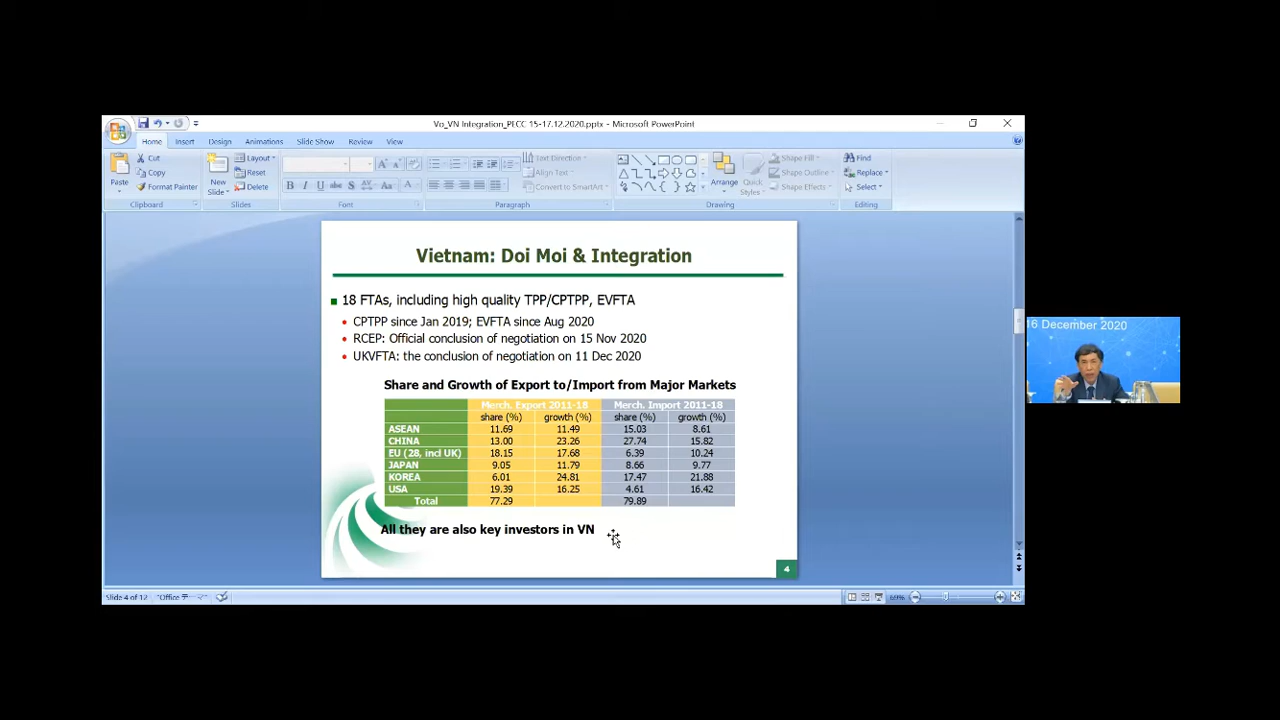 Vo_VN Integration_PECC 15-17.12.2020.pptx - Microsoft PowerPoint
Home Insert Design Animations Slide Show Review View
Cut
Copy
Format Painter
Paste
Clipboard
New
Slide
Layout
Reset
Delete
Slides
B I U abc S AV Aa A
Font
Text Direction
Align Text
Convert to SmartArt
Paragraph
Arrange
Quick
Styles
Shape Fill
Shape Outline
Shape Effects
Drawing
Find
Replace
Select
Editing
Vietnam: Doi Moi & Integration
18 FTAs, including high quality TPP/CPTPP, EVFTA
CPTPP since Jan 2019; EVFTA since Aug 2020
RCEP: Official conclusion of negotiation on 15 Nov 2020
UKVFTA: the conclusion of negotiation on 11 Dec 2020
Share and Growth of Export to/Import from Major Markets
Merch. Export 2011-18 Merch. Import 2011-18
share (%) growth (%) share (%) growth (%)
ASEAN 11.69 11.49 15.03 8.61
CHINA 13.00 23.26 27.74 15.82
EU (28, incl UK) 18.15 17.68 6.39 10.24
JAPAN 9.05 11.79 8.66 9.77
KOREA 6.01 24.81 17.47 21.88
USA 19.39 16.25 4.61 16.42
Total 77.29 79.89
All they are also key investors in VN
4
Slide 4 of 12 "Office
69%
16 December 2020